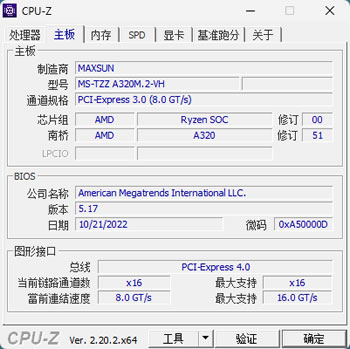 CPU-Z
处理器 主板 内存 SPD 显卡 基准跑分 关于
主板
制造商 MAXSUN
型号 MS-TZZ A320M.2-VH
通道规格 PCI-Express 3.0 (8.0 GT/s)
芯片组 AMD Ryzen SOC 修订 00
南桥 AMD A320 修订 51
LPCIO
BIOS
公司名称 American Megatrends International LLC.
版本 5.17
日期 10/21/2022 微码 0xA50000D
图形接口
总线 PCI-Express 4.0
当前链路通道数 x16 最大支持 x16
當前連結速度 8.0 GT/s 最大支持 16.0 GT/s
CPU-Z Ver. 2.20.2.x64 工具 验证 确定